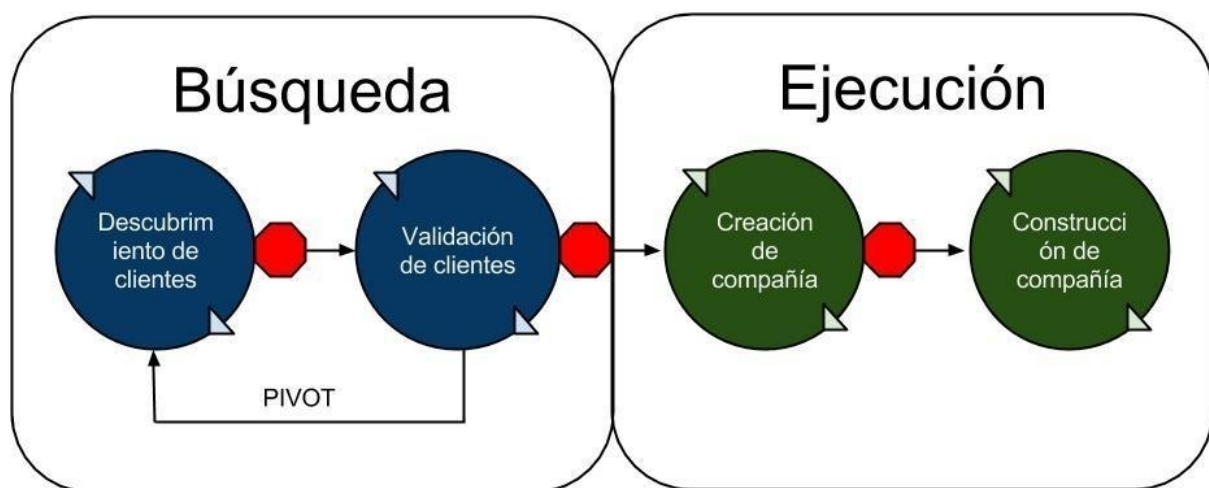 Búsqueda
Ejecución
Descubrim
iento de
clientes
Validación
de clientes
Creación
de
compañía
Construcci
ón de
compañía
PIVOT